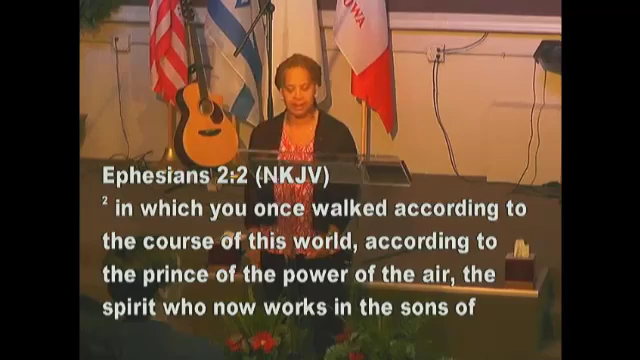 IOWA
Ephesians 2:2 (NKJV)
2 in which you once walked according to
the course of this world, according to
the prince of the power of the air, the
spirit who now works in the sons of